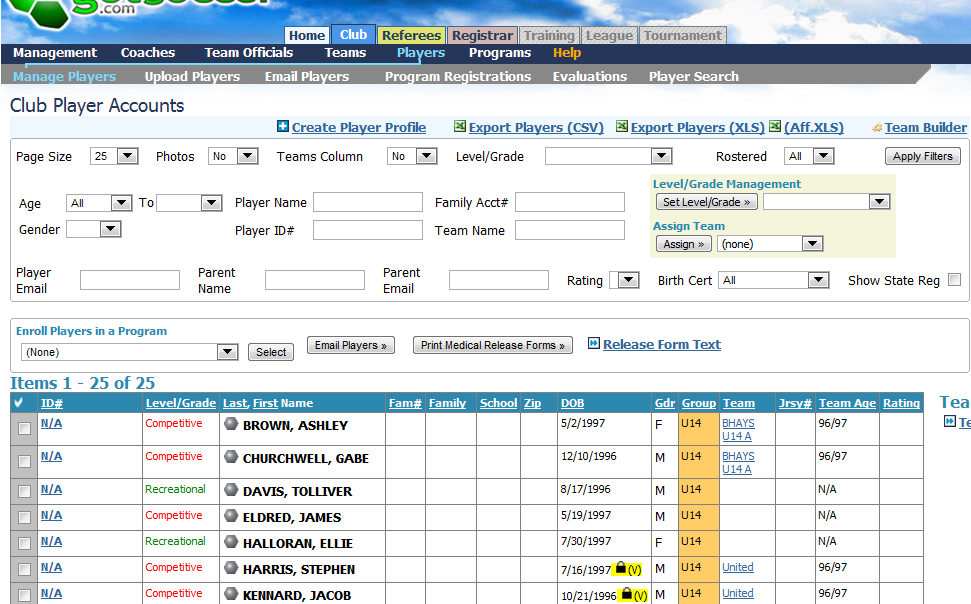 .com
Home Club Referees Registrar Training League Tournament
Management Coaches Team Officials Teams Players Programs Help
Manage Players Upload Players Email Players Program Registrations Evaluations Player Search
Club Player Accounts
Create Player Profile Export Players (CSV) Export Players (XLS) (Aff.XLS) Team Builder
Page Size 25 Photos No Teams Column No Level/Grade Rostered All Apply Filters
Level/Grade Management
Age All To Player Name Family Acct# Set Level/Grade »
Assign Team
Gender Player ID# Team Name Assign » (none)
Player Email Parent Name Parent Email Rating Birth Cert All Show State Reg
Enroll Players in a Program
(None) Select Email Players » Print Medical Release Forms » Release Form Text
Items 1 - 25 of 25
ID# Level/Grade Last, First Name Fam# Family School Zip DOB Gdr Group Team Jrsy# Team Age Rating
N/A Competitive BROWN, ASHLEY 5/2/1997 F U14 BHAYS U14 A 96/97
N/A Competitive CHURCHWELL, GABE 12/10/1996 M U14 BHAYS U14 A 96/97
N/A Recreational DAVIS, TOLLIVER 8/17/1996 M U14 N/A
N/A Competitive ELDRED, JAMES 5/19/1997 M U14 N/A
N/A Recreational HALLORAN, ELLIE 7/30/1997 F U14 N/A
N/A Competitive HARRIS, STEPHEN 7/16/1997 (V) M U14 United 96/97
N/A Competitive KENNARD, JACOB 10/21/1996 (V) M U14 United 96/97